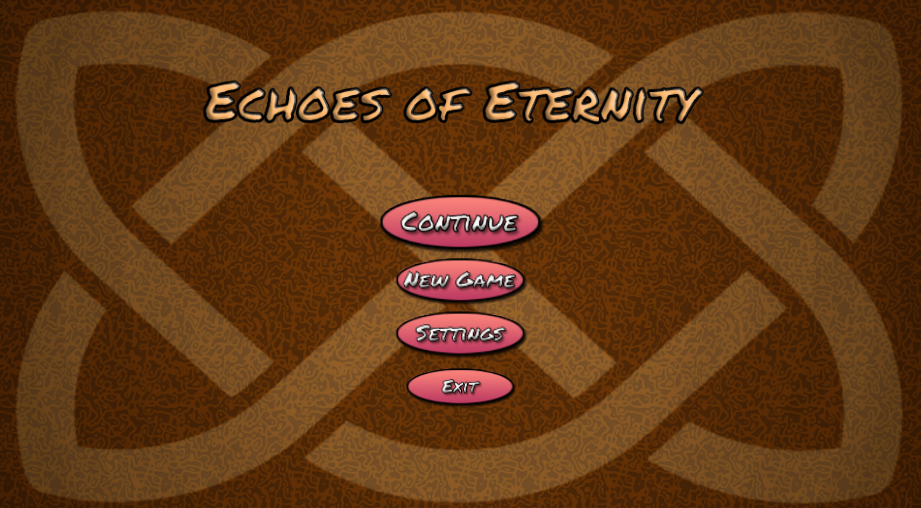 Echoes of Eternity
Continue
New Game
Settings
Exit